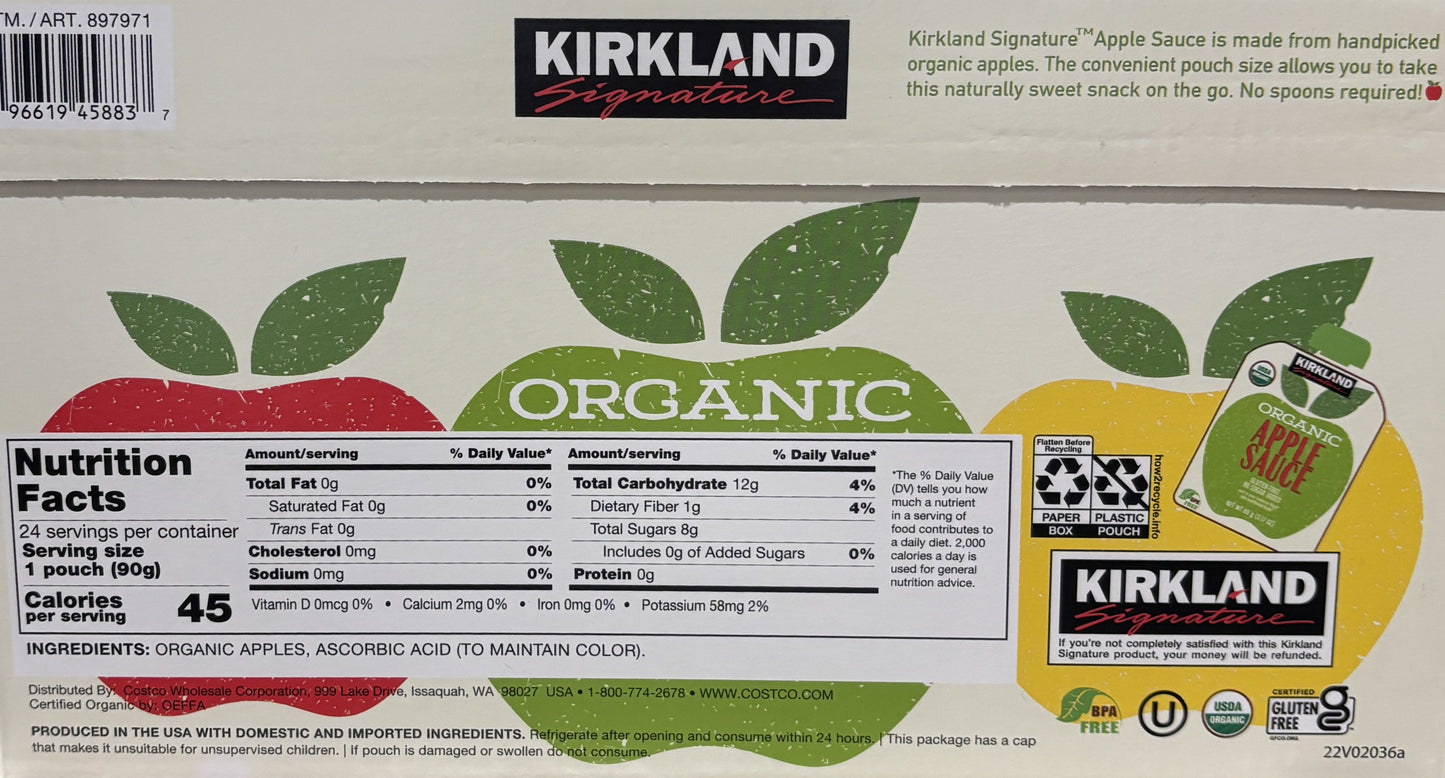 TM./ART. 897971
96619 45883 7
KIRKLAND
Signature
Kirkland Signature™ Apple Sauce is made from handpicked
organic apples. The convenient pouch size allows you to take
this naturally sweet snack on the go. No spoons required!
ORGANIC
Nutrition
Facts
24 servings per container
Serving size
1 pouch (90g)
Calories
per serving
45
Amount/serving % Daily Value*
Total Fat 0g 0%
Saturated Fat 0g 0%
Trans Fat 0g
Cholesterol 0mg 0%
Sodium 0mg 0%
Amount/serving % Daily Value*
Total Carbohydrate 12g 4%
Dietary Fiber 1g 4%
Total Sugars 8g
Includes 0g of Added Sugars 0%
Protein 0g
Vitamin D 0mcg 0% • Calcium 2mg 0% • Iron 0mg 0% • Potassium 58mg 2%
*The % Daily Value
(DV) tells you how
much a nutrient
in a serving of
food contributes to
a daily diet. 2,000
calories a day is
used for general
nutrition advice.
INGREDIENTS: ORGANIC APPLES, ASCORBIC ACID (TO MAINTAIN COLOR).
Distributed By: Costco Wholesale Corporation, 999 Lake Drive, Issaquah, WA 98027 USA • 1-800-774-2678 • WWW.COSTCO.COM
Certified Organic by: OEFFA
PRODUCED IN THE USA WITH DOMESTIC AND IMPORTED INGREDIENTS. Refrigerate after opening and consume within 24 hours. | This package has a cap
that makes it unsuitable for unsupervised children. | If pouch is damaged or swollen do not consume.
Flatten Before
Recycling
PAPER
BOX
PLASTIC
POUCH
how2recycle.info
USDA
ORGANIC
KIRKLAND
Signature
ORGANIC
APPLE
SAUCE
GLUTEN FREE
NO SUGAR ADDED
BPA
FREE
KIRKLAND
Signature
If you're not completely satisfied with this Kirkland
Signature product, your money will be refunded.
BPA
FREE
U
USDA
ORGANIC
CERTIFIED
GLUTEN
FREE
GFCO.ORG
22V02036a